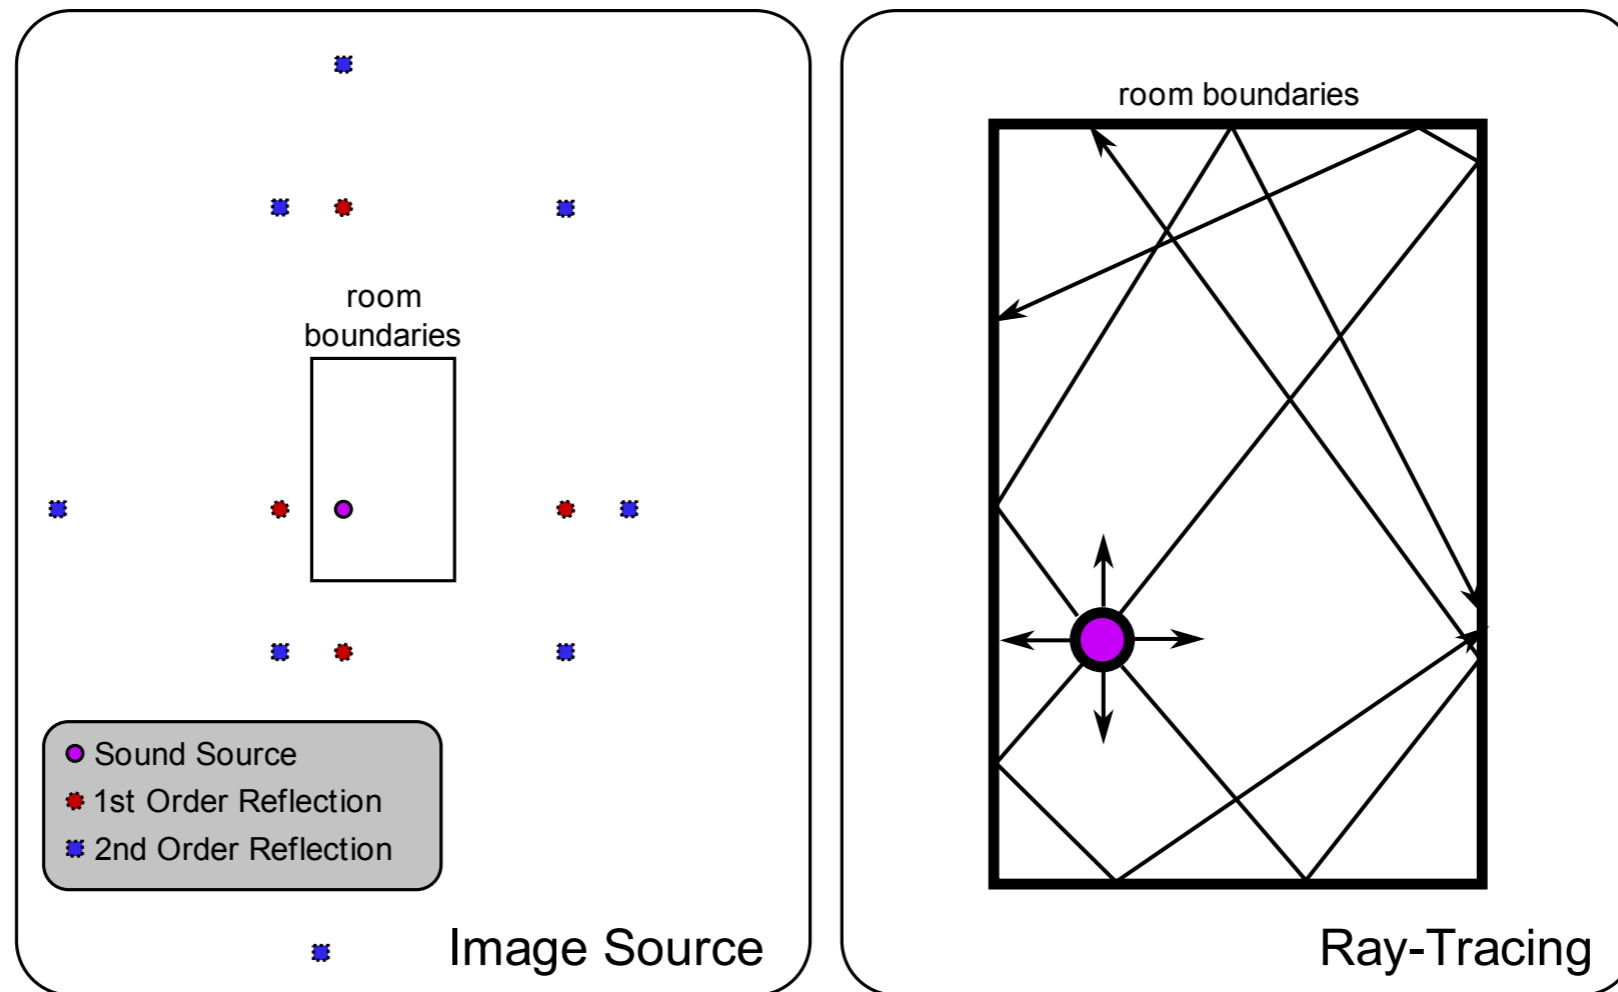 room
boundaries
Sound Source
1st Order Reflection
2nd Order Reflection
Image Source
room boundaries
Ray-Tracing